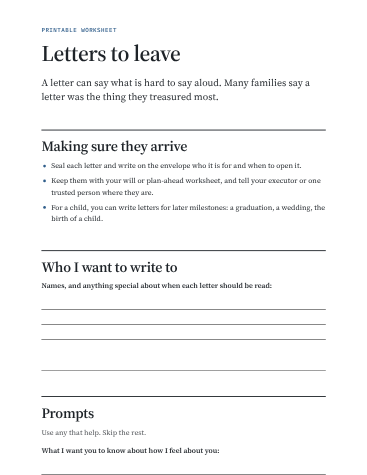 PRINTABLE WORKSHEET
Letters to leave
A letter can say what is hard to say aloud. Many families say a
letter was the thing they treasured most.
Making sure they arrive
• Seal each letter and write on the envelope who it is for and when to open it.
• Keep them with your will or plan-ahead worksheet, and tell your executor or one
trusted person where they are.
• For a child, you can write letters for later milestones: a graduation, a wedding, the
birth of a child.
Who I want to write to
Names, and anything special about when each letter should be read:
Prompts
Use any that help. Skip the rest.
What I want you to know about how I feel about you: